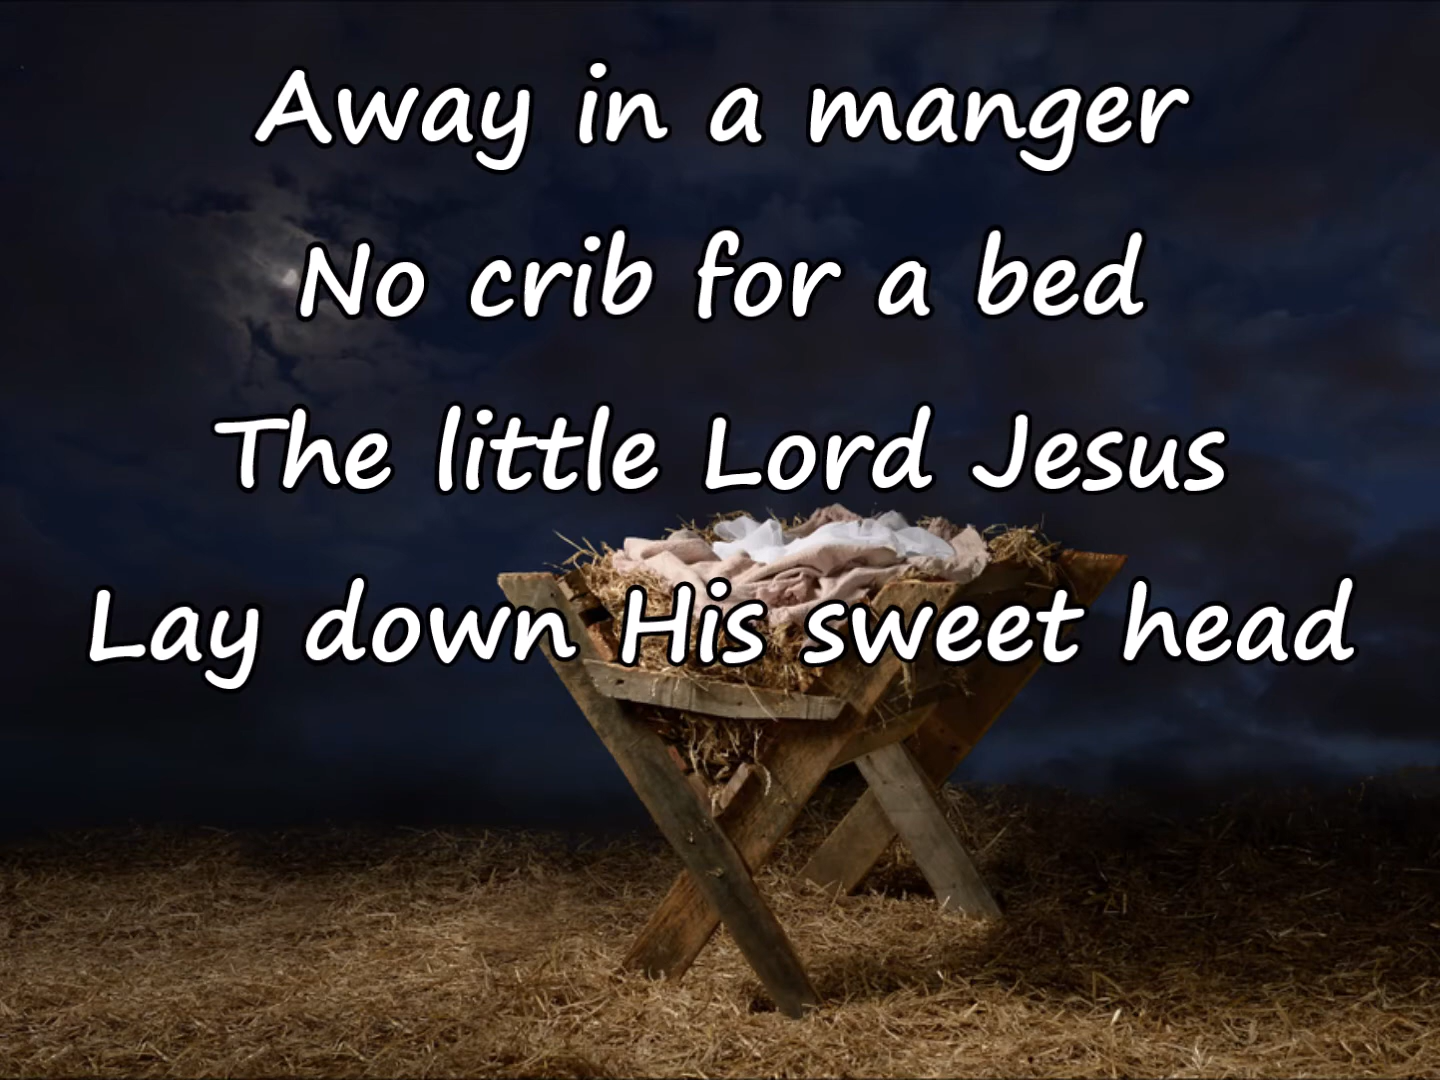 Away in a manger
No crib for a bed
The little Lord Jesus
Lay down His sweet head